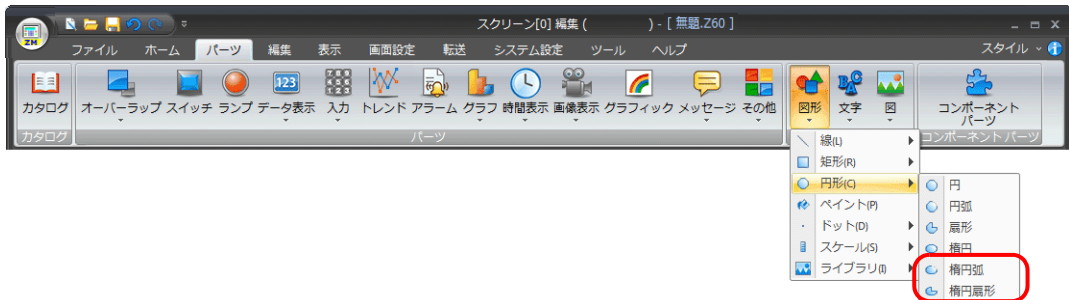 スクリーン[0] 編集 ( ) - [ 無題.Z60 ]
ZM
ファイル ホーム パーツ 編集 表示 画面設定 転送 システム設定 ツール ヘルプ スタイル
カタログ オーバーラップ スイッチ ランプ データ表示 入力 トレンド アラーム グラフ 時間表示 画像表示 グラフィック メッセージ その他 図形 文字 図 コンポーネント
パーツ
カタログ パーツ コンポーネント パーツ
線(L)
矩形(R)
円形(C)
ペイント(P)
ドット(D)
スケール(S)
ライブラリ(I)
円
円弧
扇形
楕円
楕円弧
楕円扇形